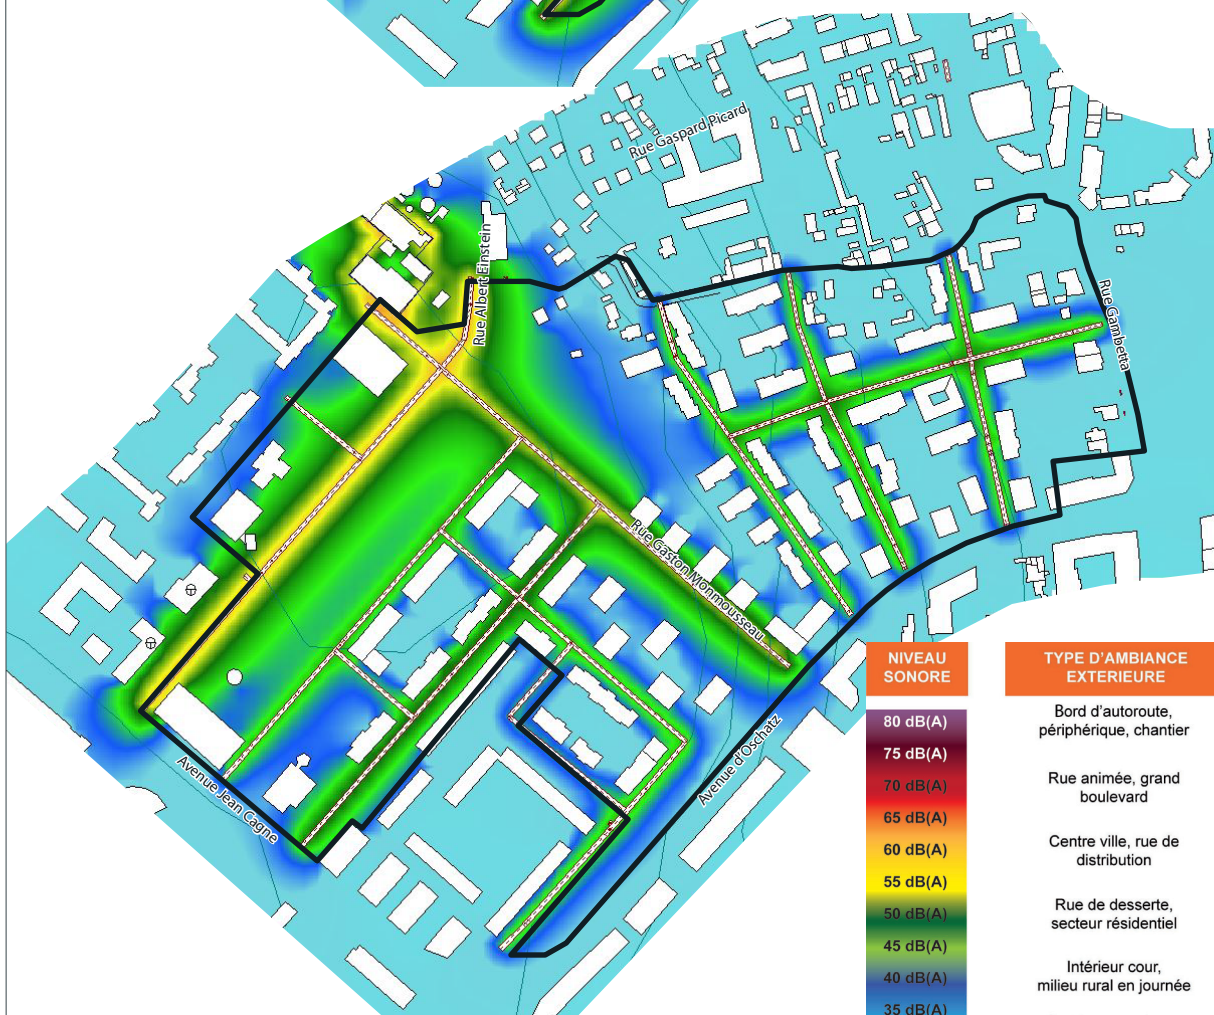 Rue Gaspard Picard
Rue Albert Einstein
Rue Gambetta
Rue Gaston Monmousseau
Avenue d'Oschatz
Avenue Jean Cagne
NIVEAU
SONORE
80 dB(A)
75 dB(A)
70 dB(A)
65 dB(A)
60 dB(A)
55 dB(A)
50 dB(A)
45 dB(A)
40 dB(A)
35 dB(A)
TYPE D'AMBIANCE
EXTERIEURE
Bord d'autoroute,
périphérique, chantier
Rue animée, grand
boulevard
Centre ville, rue de
distribution
Rue de desserte,
secteur résidentiel
Intérieur cour,
milieu rural en journée